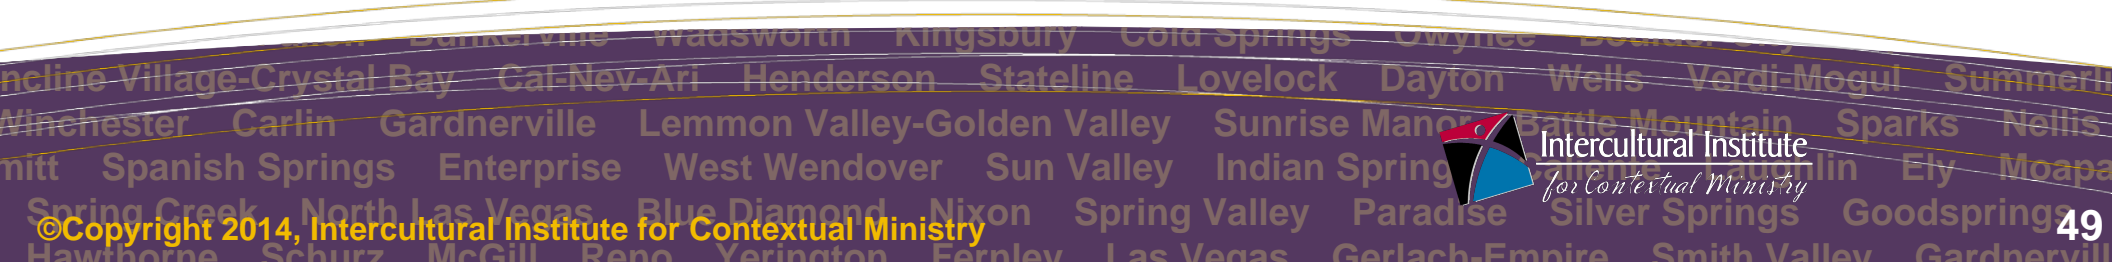 Bunkerville Wadsworth Kingsbury Cold Springs Owyhee Boulder City
Village-Crystal Bay Cal-Nev-Ari Henderson Stateline Lovelock Dayton Wells Verdi-Mogul
Winchester Carlin Gardnerville Lemmon Valley-Golden Valley Sunrise Manor Battle Mountain Sparks Nellis
Spanish Springs Enterprise West Wendover Sun Valley Indian Ely
Intercultural Institute
for Contextual Ministry
Spring Creek North Las Vegas Blue Diamond Nixon Spring Valley Paradise Silver Springs Goodsprings
©Copyright 2014, Intercultural Institute for Contextual Ministry
49
Hawthorne Schurz McGill Reno Yerington Fernley Las Vegas Gerlach-Empire Smith Valley